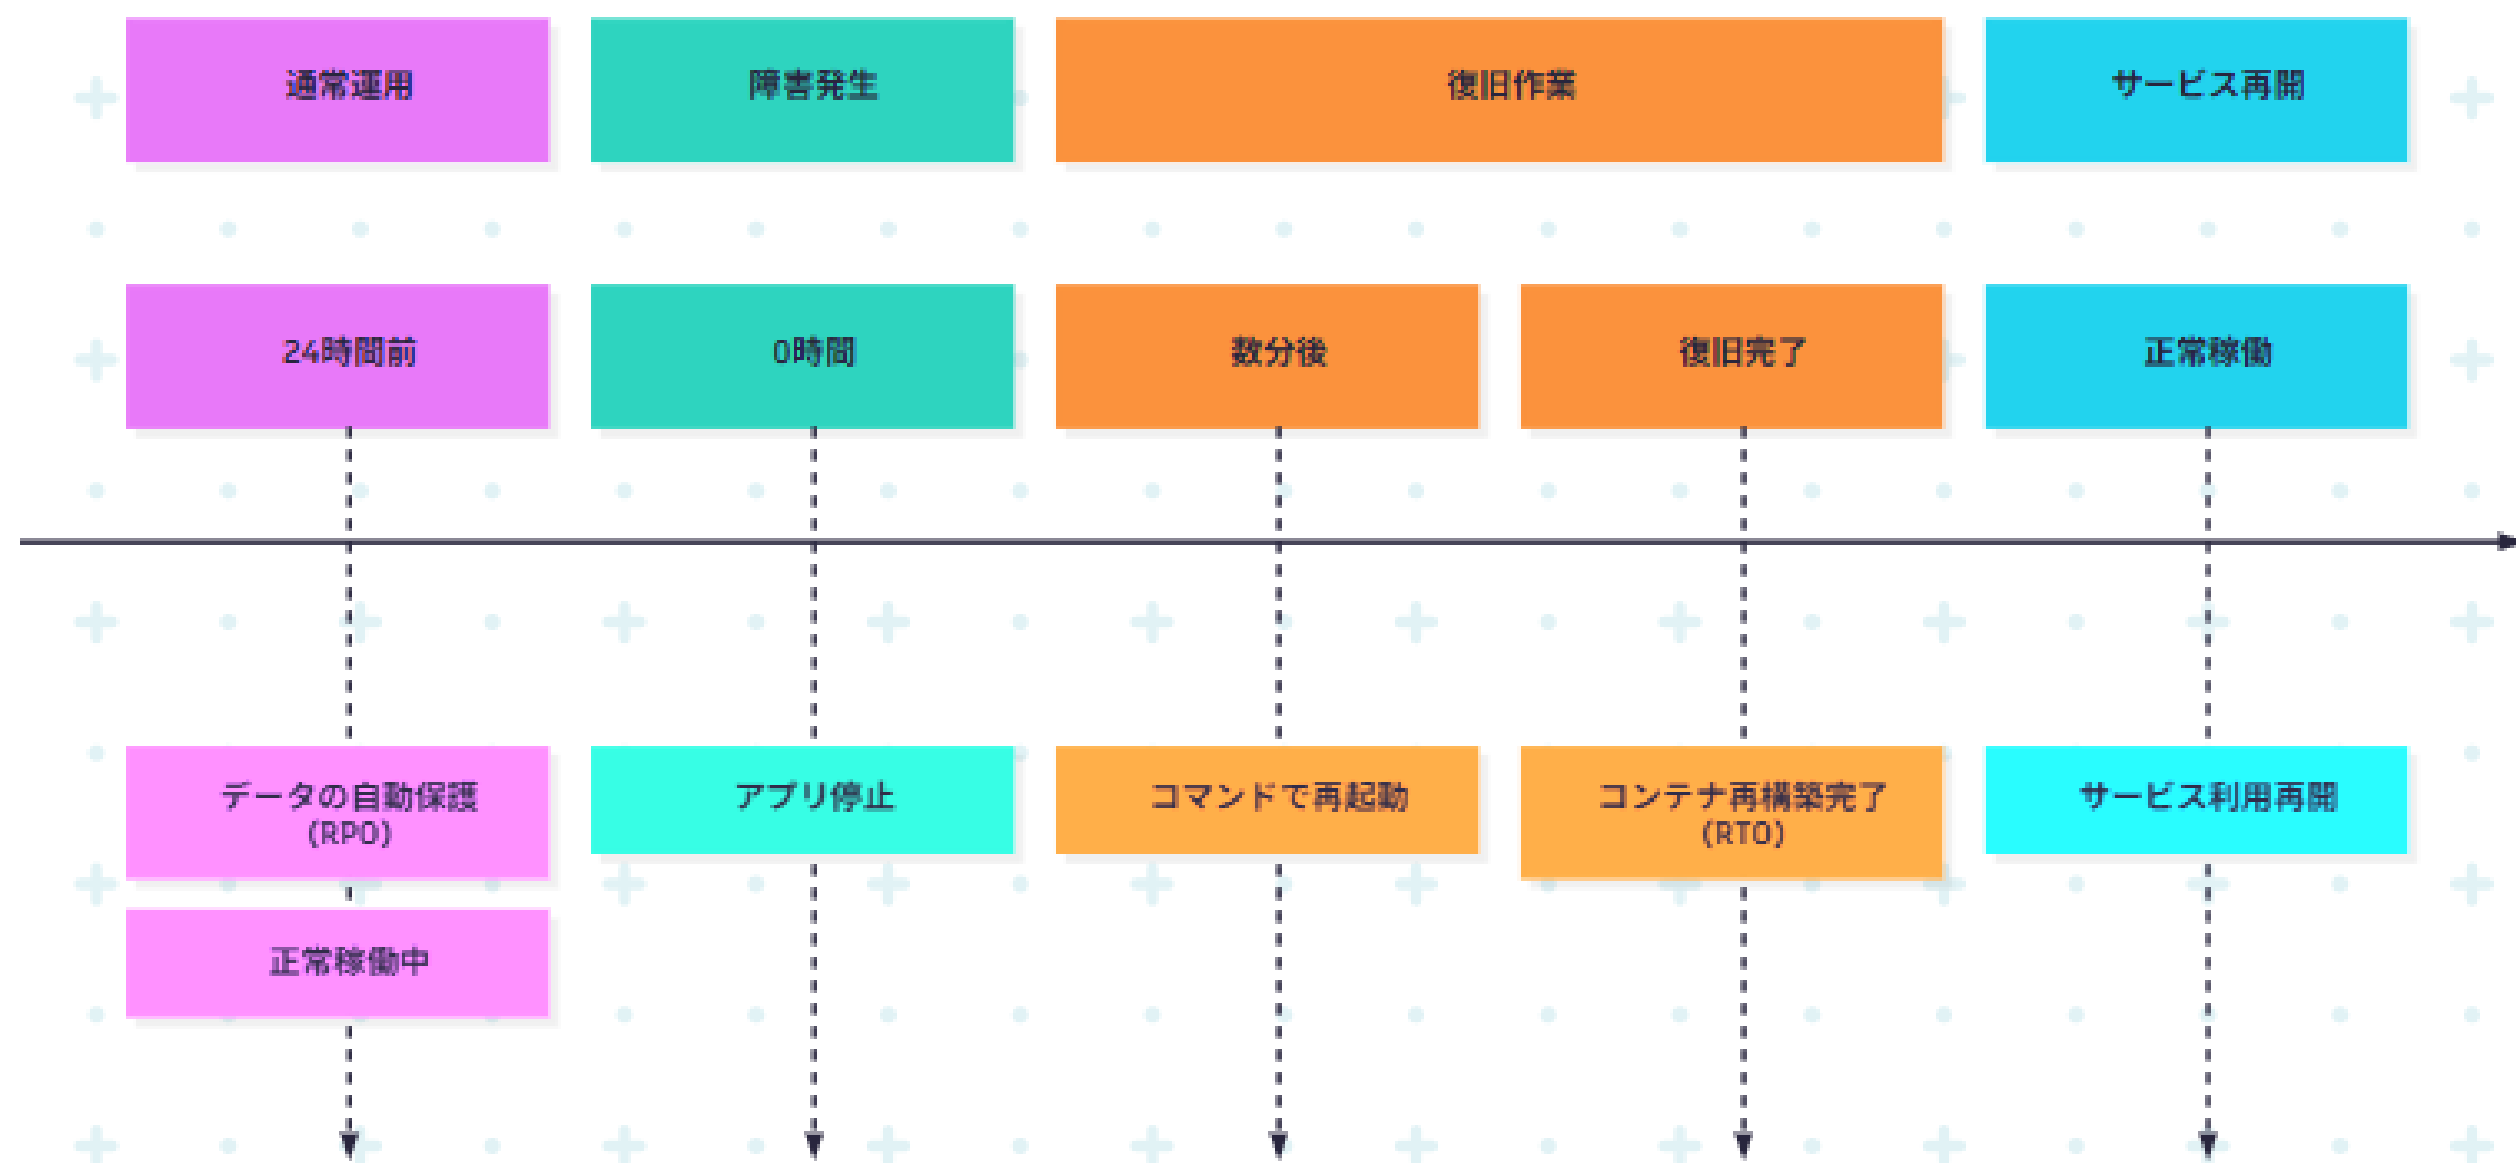 通常運用
障害発生
復旧作業
サービス再開
24時間前
0時間
数分後
復旧完了
正常稼働
データの自動保護
(RPO)
アプリ停止
コマンドで再起動
コンテナ再構築完了
(RTO)
サービス利用再開
正常稼働中